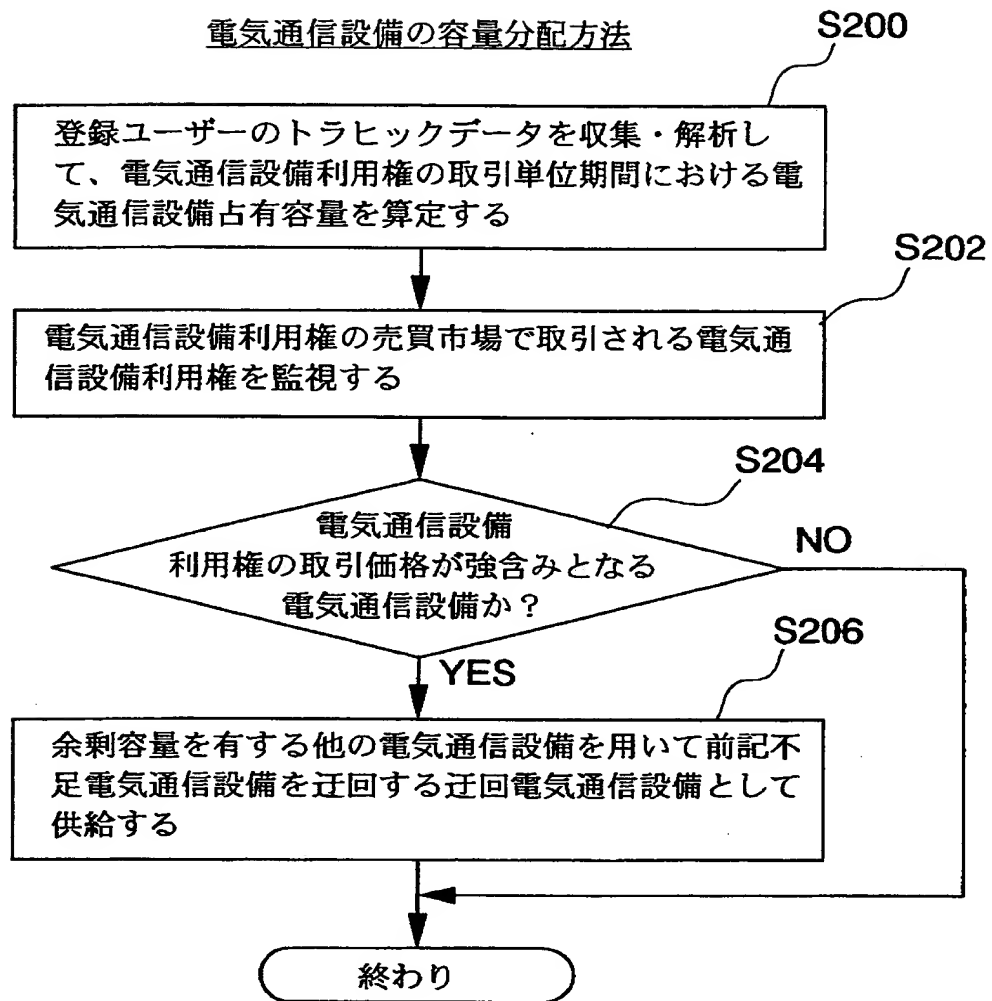 電気通信設備の容量分配方法
S200
登録ユーザーのトラヒックデータを収集・解析し
て、電気通信設備利用権の取引単位期間における電
気通信設備占有容量を算定する
S202
電気通信設備利用権の売買市場で取引される電気通
信設備利用権を監視する
S204
電気通信設備
利用権の取引価格が強含みとなる
電気通信設備か？
NO
YES
S206
余剰容量を有する他の電気通信設備を用いて前記不
足電気通信設備を迂回する迂回電気通信設備として
供給する
終わり